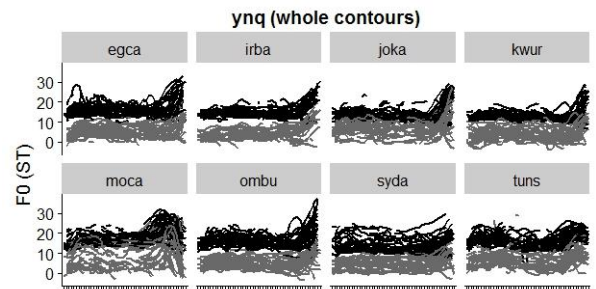 ynq (whole contours)
egca irba joka kwur
30
20
10
0
moca ombu syda tuns
30
20
10
0
F0 (ST)